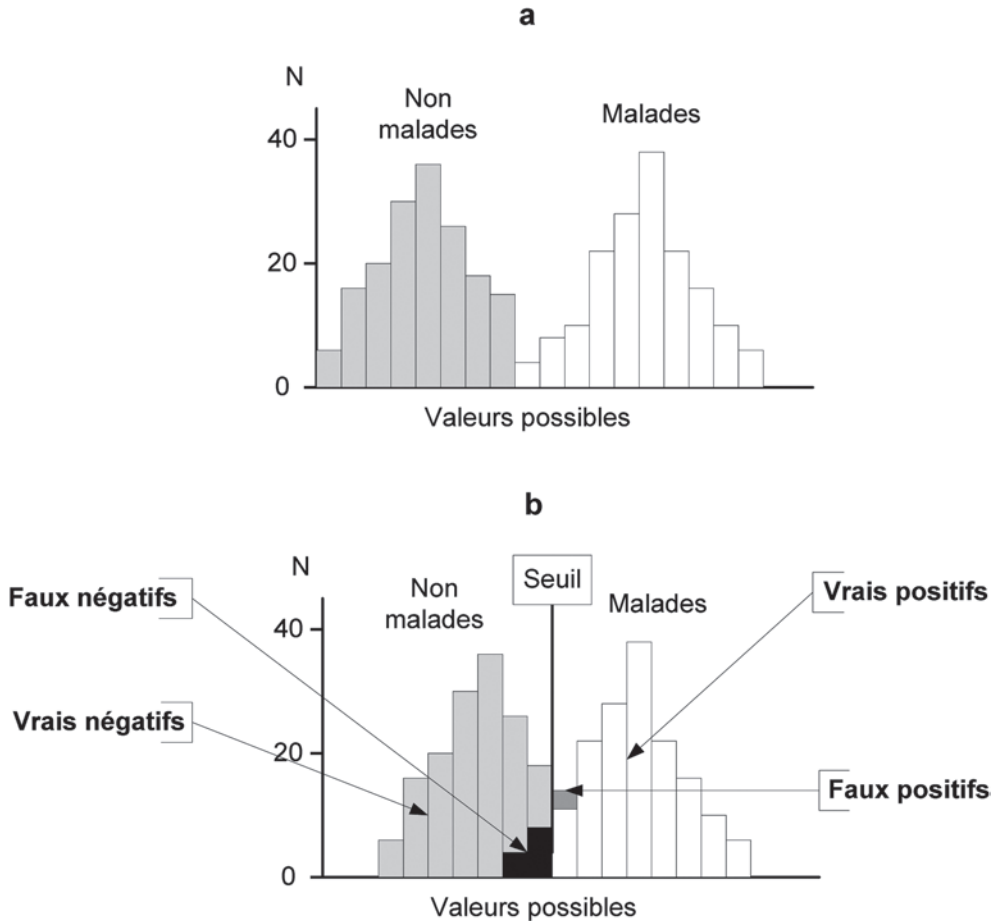 a
N
Non
malades
Malades
40
20
0
Valeurs possibles
b
N
Seuil
Non
malades
Malades
Faux négatifs
Vrais positifs
40
Vrais négatifs
20
Faux positifs
0
Valeurs possibles